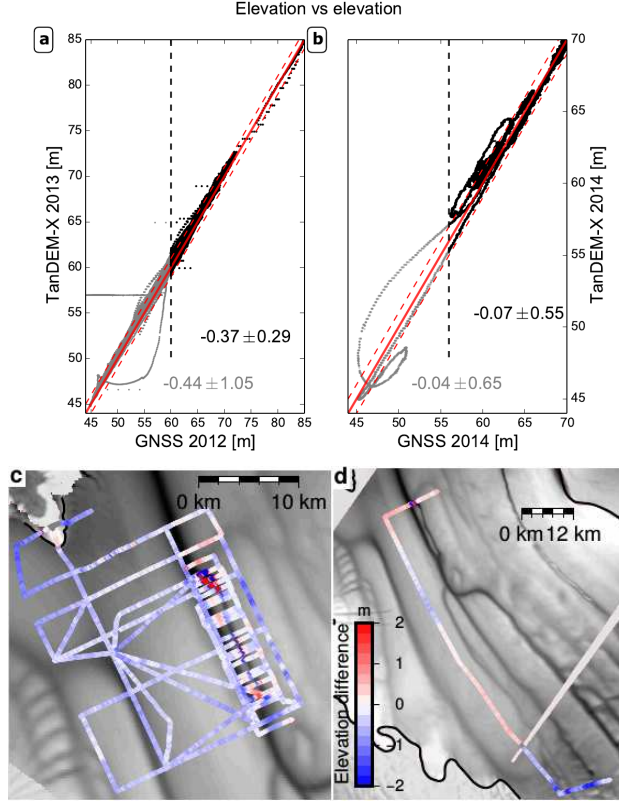 Elevation vs elevation
a
b
85
80
75
70
65
60
55
50
45
TanDEM-X 2013 [m]
45 50 55 60 65 70 75 80 85
GNSS 2012 [m]
-0.37±0.29
-0.44±1.05
70
65
60
55
50
45
TanDEM-X 2014 [m]
45 50 55 60 65 70
GNSS 2014 [m]
-0.07±0.55
-0.04±0.65
c
0 km 10 km
d
0 km 12 km
m
2
1
0
−1
−2
Elevation difference